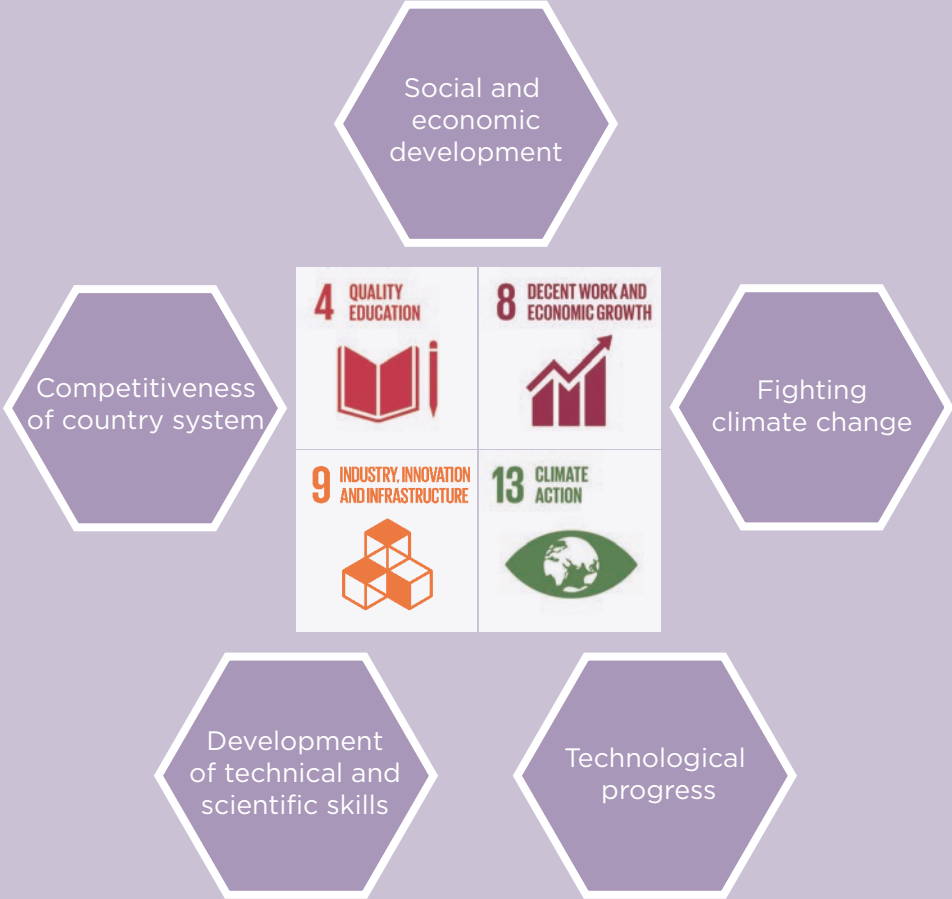 Social and
economic
development
4 QUALITY
EDUCATION
8 DECENT WORK AND
ECONOMIC GROWTH
Competitiveness
of country system
Fighting
climate change
9 INDUSTRY, INNOVATION
AND INFRASTRUCTURE
13 CLIMATE
ACTION
Development
of technical and
scientific skills
Technological
progress